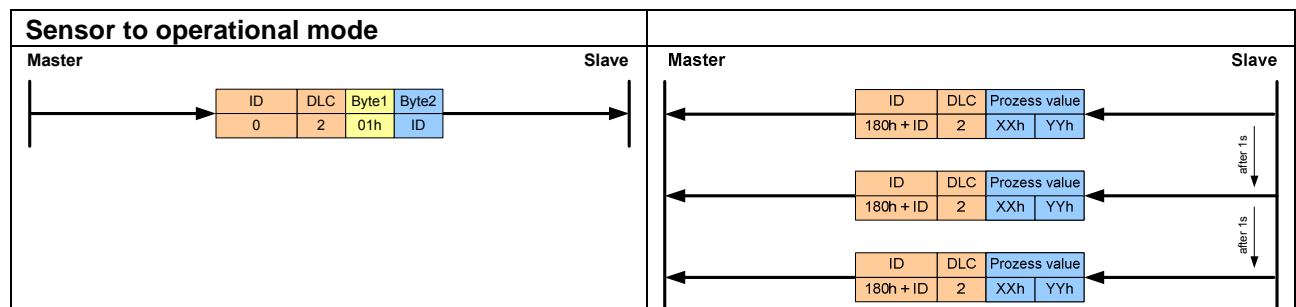 Sensor to operational mode
Master Slave
ID DLC Byte1 Byte2
0 2 01h ID
Master Slave
ID DLC Prozess value
180h + ID 2 XXh YYh
after 1s
ID DLC Prozess value
180h + ID 2 XXh YYh
after 1s
ID DLC Prozess value
180h + ID 2 XXh YYh